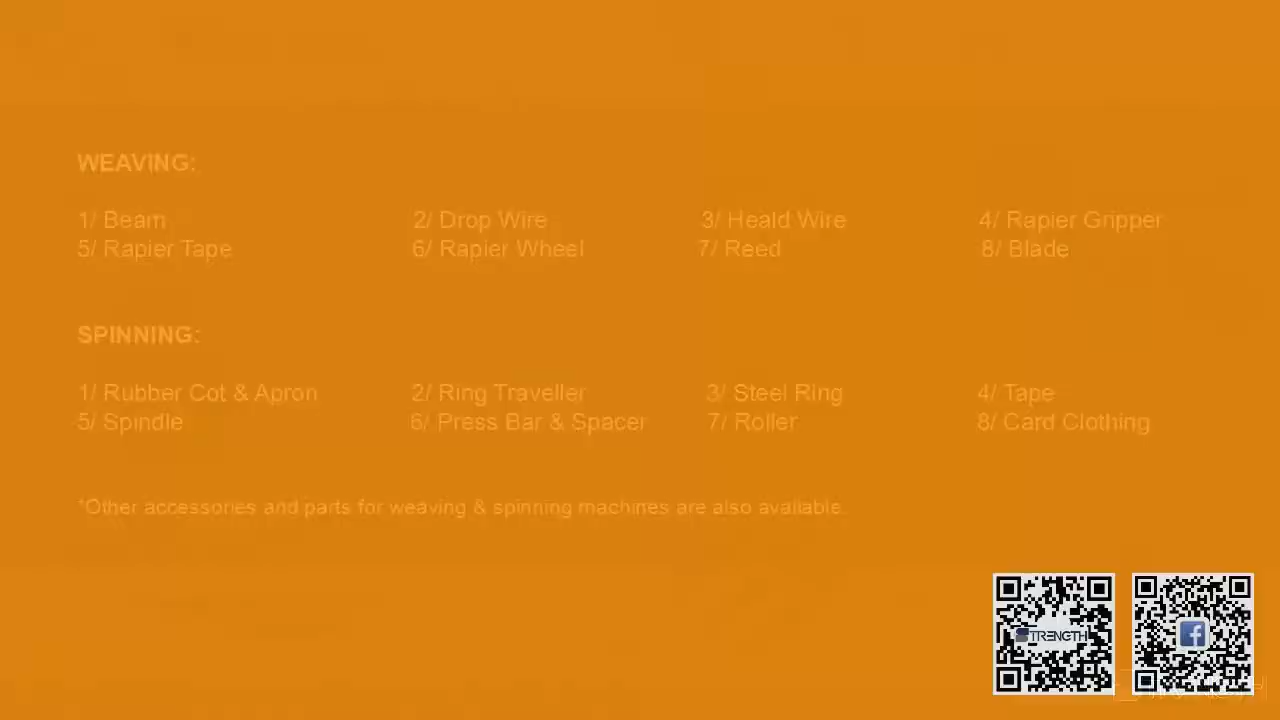 WEAVING:
1/ Beam 2/ Drop Wire 3/ Heald Wire 4/ Rapier Gripper
5/ Rapier Tape 6/ Rapier Wheel 7/ Reed 8/ Blade
SPINNING:
1/ Rubber Cot & Apron 2/ Ring Traveller 3/ Steel Ring 4/ Tape
5/ Spindle 6/ Press Bar & Spacer 7/ Roller 8/ Card Clothing
*Other accessories and parts for weaving & spinning machines are also available.
STRENGTH f